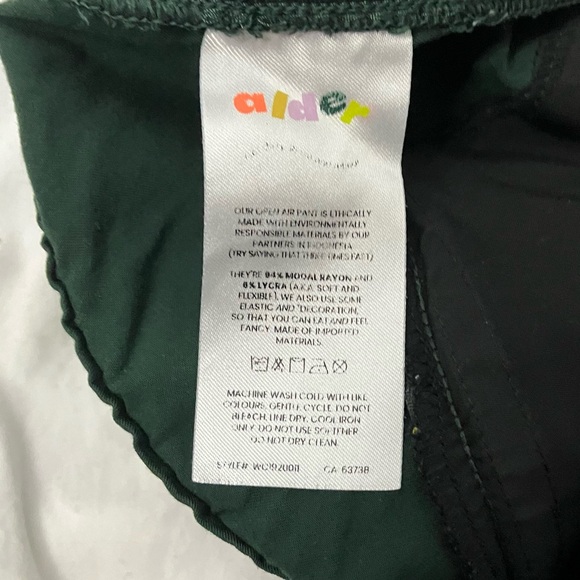 alder
OUR OPEN AIR PANT IS ETHICALLY
MADE WITH ENVIRONMENTALLY
RESPONSIBLE MATERIALS BY OUR
PARTNERS IN INDONESIA
(TRY SAYING THAT THREE TIMES FAST)
THEY'RE 94% MODAL RAYON AND
6% LYCRA (A.K.A. SOFT AND
FLEXIBLE). WE ALSO USE SOME
ELASTIC AND *DECORATION,
SO THAT YOU CAN EAT AND FEEL
FANCY. MADE OF IMPORTED
MATERIALS.
MACHINE WASH COLD WITH LIKE
COLOURS. GENTLE CYCLE. DO NOT
BLEACH. LINE DRY. COOL IRON
ONLY. DO NOT USE SOFTENER
DO NOT DRY CLEAN.
STYLE#: WC1920011 CA 63738